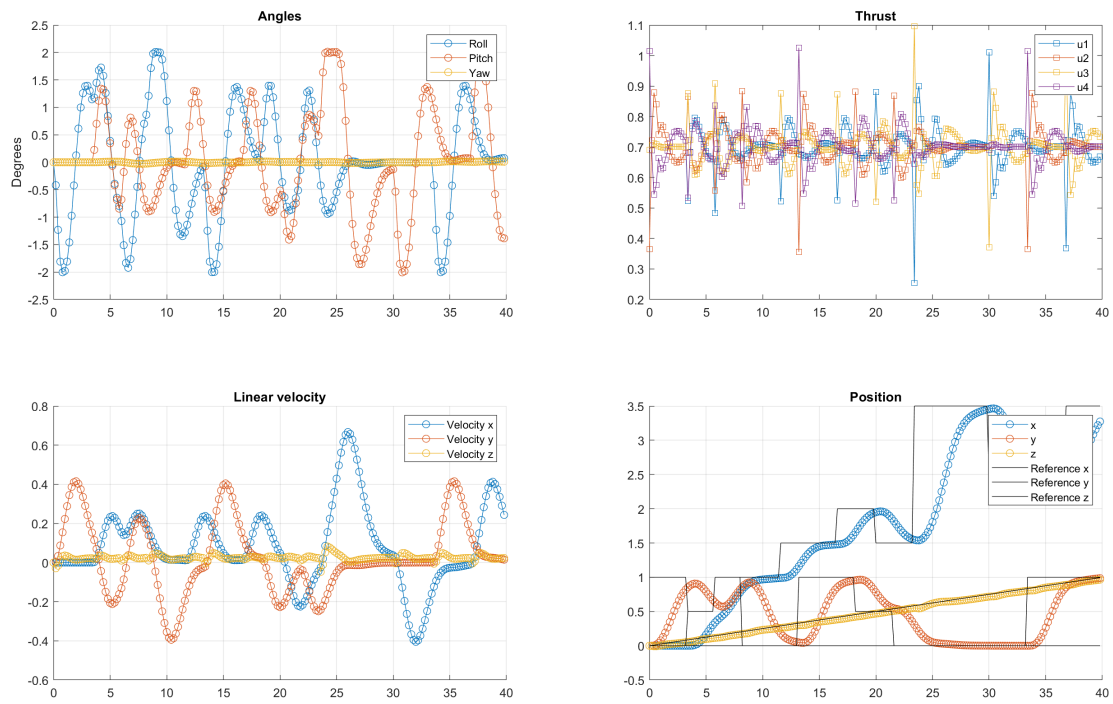 Angles
2.5
2
1.5
1
0.5
0
-0.5
-1
-1.5
-2
-2.5
Degrees
0 5 10 15 20 25 30 35 40
Roll
Pitch
Yaw
Thrust
1.1
1
0.9
0.8
0.7
0.6
0.5
0.4
0.3
0.2
0 5 10 15 20 25 30 35 40
u1
u2
u3
u4
Linear velocity
0.8
0.6
0.4
0.2
0
-0.2
-0.4
-0.6
0 5 10 15 20 25 30 35 40
Velocity x
Velocity y
Velocity z
Position
3.5
3
2.5
2
1.5
1
0.5
0
-0.5
0 5 10 15 20 25 30 35 40
x
y
z
Reference x
Reference y
Reference z